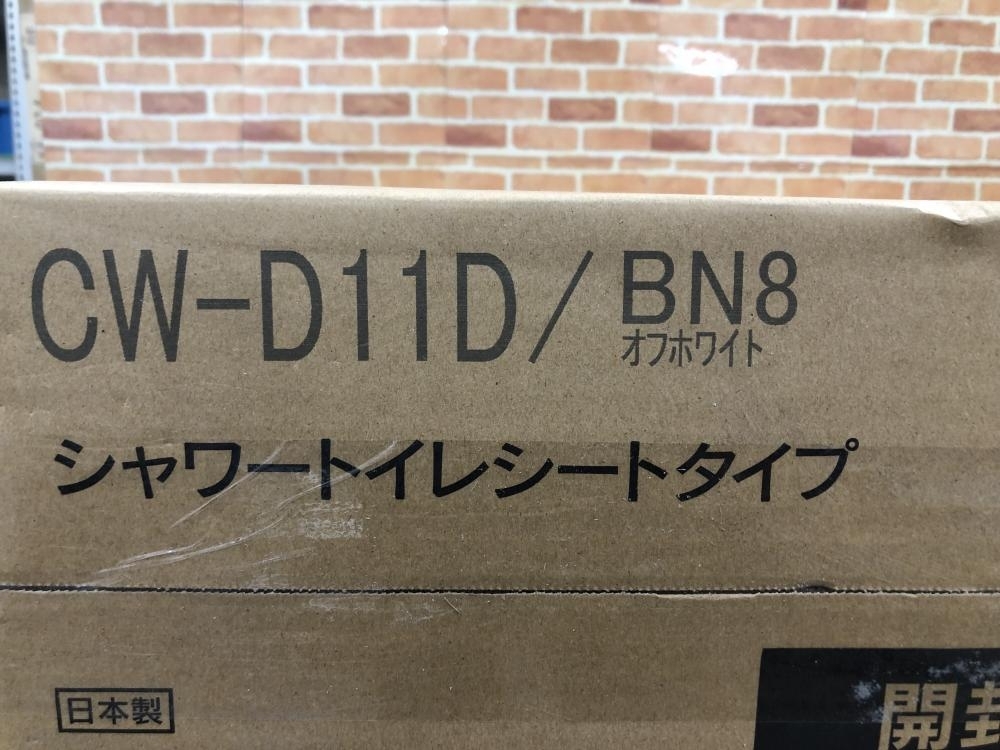 CW-D11D/BN8
オフホワイト
シャワートイレシートタイプ
日本製
開封